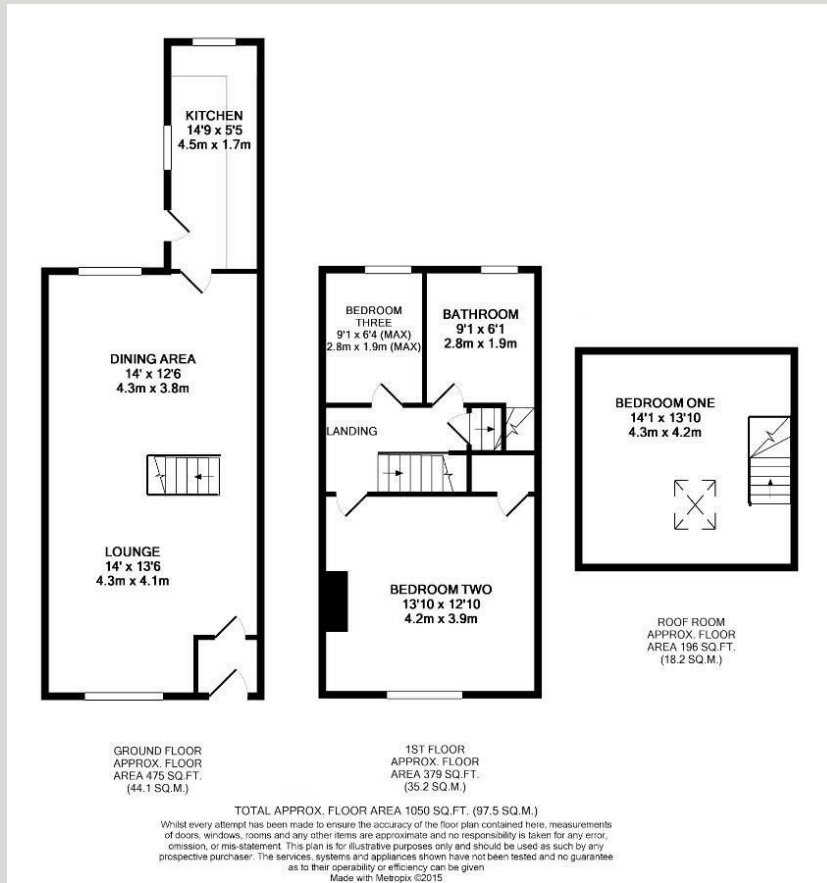 KITCHEN
14'9 x 5'5
4.5m x 1.7m
DINING AREA
14' x 12'6
4.3m x 3.8m
LOUNGE
14' x 13'6
4.3m x 4.1m
GROUND FLOOR
APPROX. FLOOR
AREA 475 SQ.FT.
(44.1 SQ.M.)
BEDROOM
THREE
9'1 x 6'4 (MAX)
2.8m x 1.9m (MAX)
BATHROOM
9'1 x 6'1
2.8m x 1.9m
LANDING
BEDROOM TWO
13'10 x 12'10
4.2m x 3.9m
1ST FLOOR
APPROX. FLOOR
AREA 379 SQ.FT.
(35.2 SQ.M.)
BEDROOM ONE
14'1 x 13'10
4.3m x 4.2m
ROOF ROOM
APPROX. FLOOR
AREA 196 SQ.FT.
(18.2 SQ.M.)
TOTAL APPROX. FLOOR AREA 1050 SQ.FT. (97.5 SQ.M.)
Whilst every attempt has been made to ensure the accuracy of the floor plan contained here, measurements
of doors, windows, rooms and any other items are approximate and no responsibility is taken for any error,
omission, or mis-statement. This plan is for illustrative purposes only and should be used as such by any
prospective purchaser. The services, systems and appliances shown have not been tested and no guarantee
as to their operability or efficiency can be given
Made with Metropix ©2015